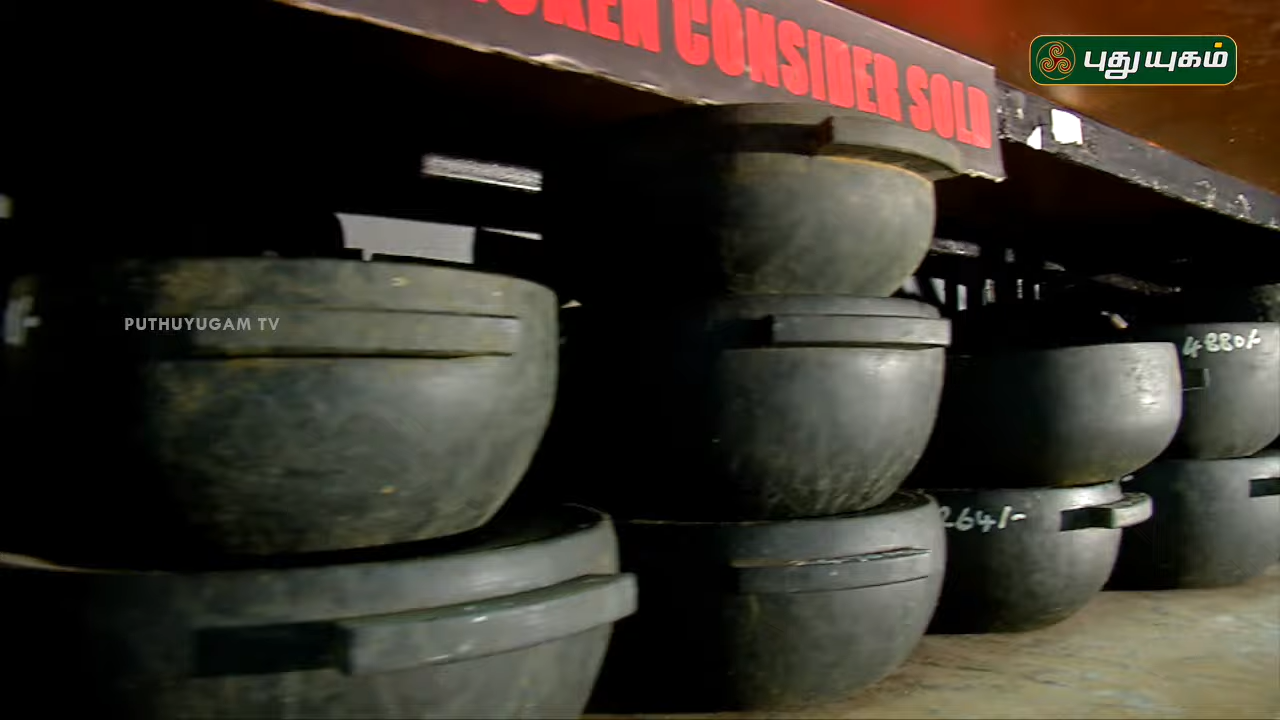 CONSIDER SOLD
புதுயுகம்
PUTHUYUGAM TV
4880/-
2641/-